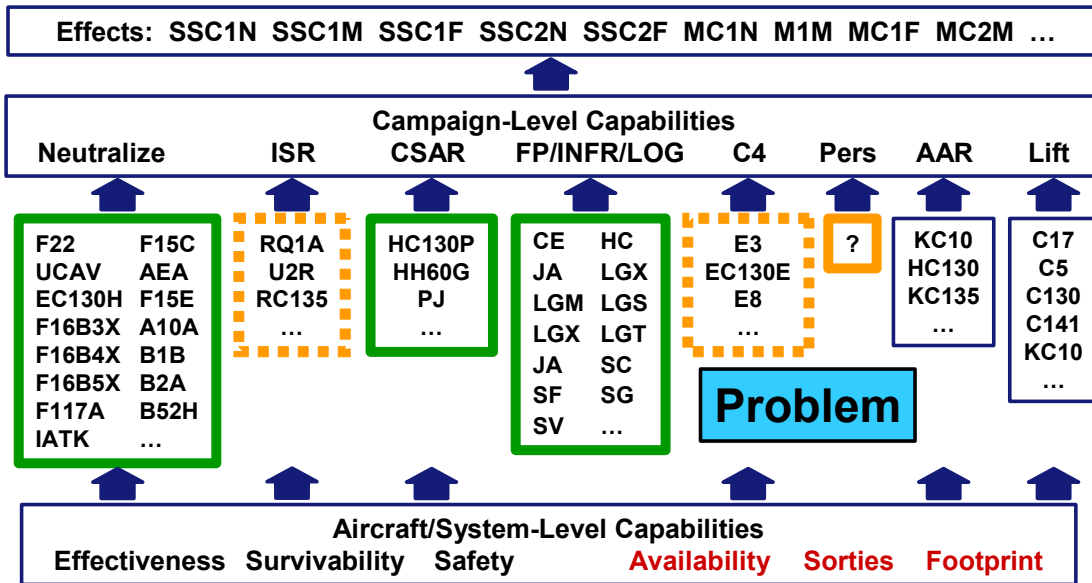 Effects: SSC1N SSC1M SSC1F SSC2N SSC2F MC1N M1M MC1F MC2M …
Campaign-Level Capabilities
Neutralize ISR CSAR FP/INFR/LOG C4 Pers AAR Lift
F22 F15C
UCAV AEA
EC130H F15E
F16B3X A10A
F16B4X B1B
F16B5X B2A
F117A B52H
IATK …
RQ1A
U2R
RC135
…
HC130P
HH60G
PJ
…
CE HC
JA LGX
LGM LGS
LGX LGT
JA SC
SF SG
SV …
E3
EC130E
E8
…
?
KC10
HC130
KC135
…
C17
C5
C130
C141
KC10
…
Problem
Aircraft/System-Level Capabilities
Effectiveness Survivability Safety Availability Sorties Footprint